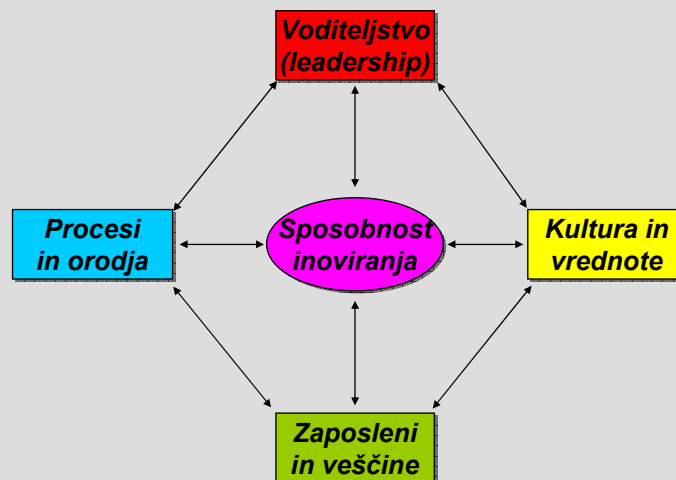 Voditeljstvo
(leadership)
Procesi
in orodja
Sposobnost
inoviranja
Kultura in
vrednote
Zaposleni
in veščine